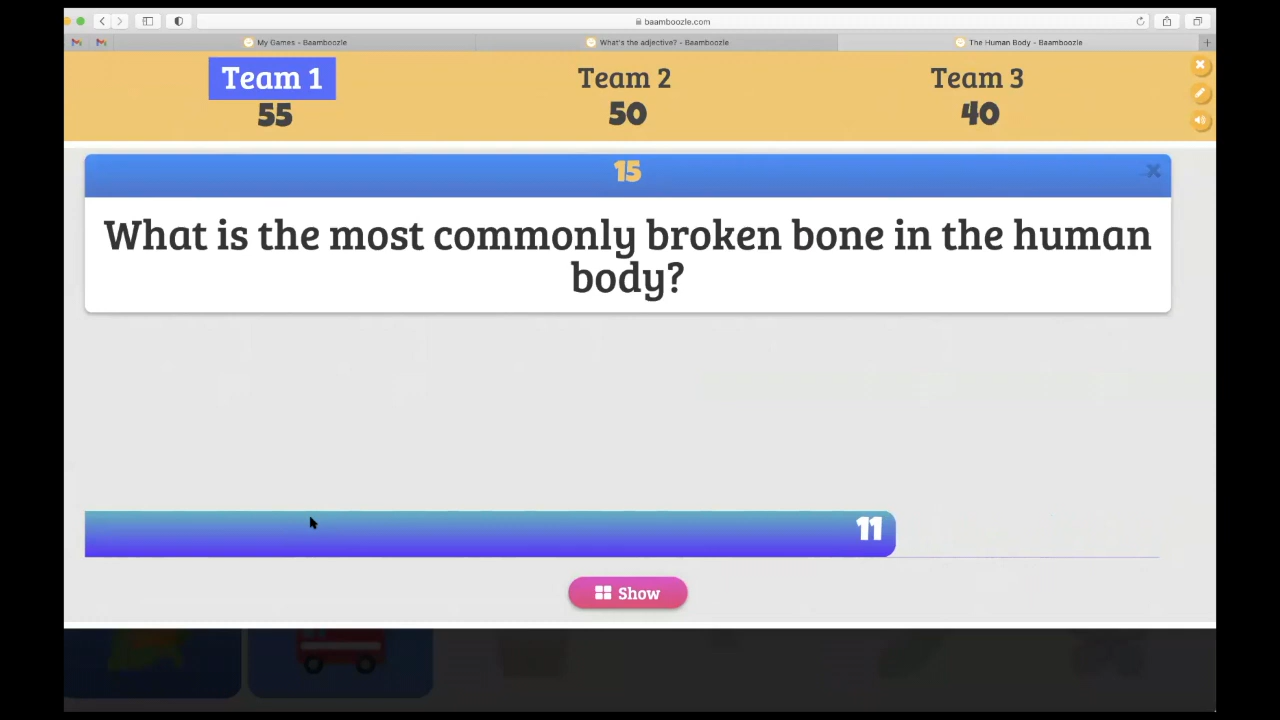 baamboozle.com
My Games - Baamboozle
What's the adjective? - Baamboozle
The Human Body - Baamboozle
Team 1
Team 2
Team 3
55
50
40
15
What is the most commonly broken bone in the human
body?
11
Show